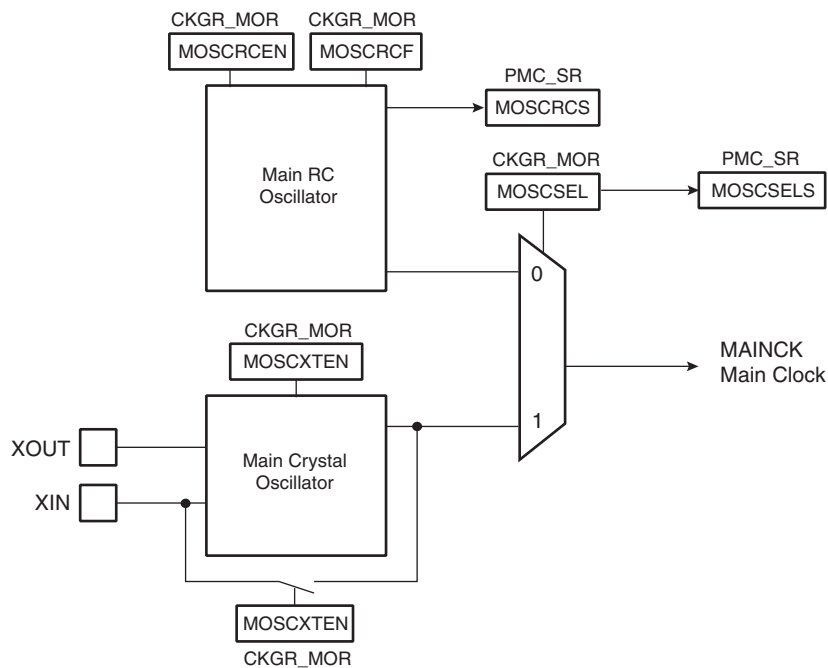 CKGR_MOR
MOSCRCEN
CKGR_MOR
MOSCRCF
PMC_SR
MOSCRCS
Main RC
Oscillator
CKGR_MOR
MOSCSEL
PMC_SR
MOSCSELS
0
CKGR_MOR
MOSCXTEN
MAINCK
Main Clock
1
XOUT
Main Crystal
Oscillator
XIN
MOSCXTEN
CKGR_MOR